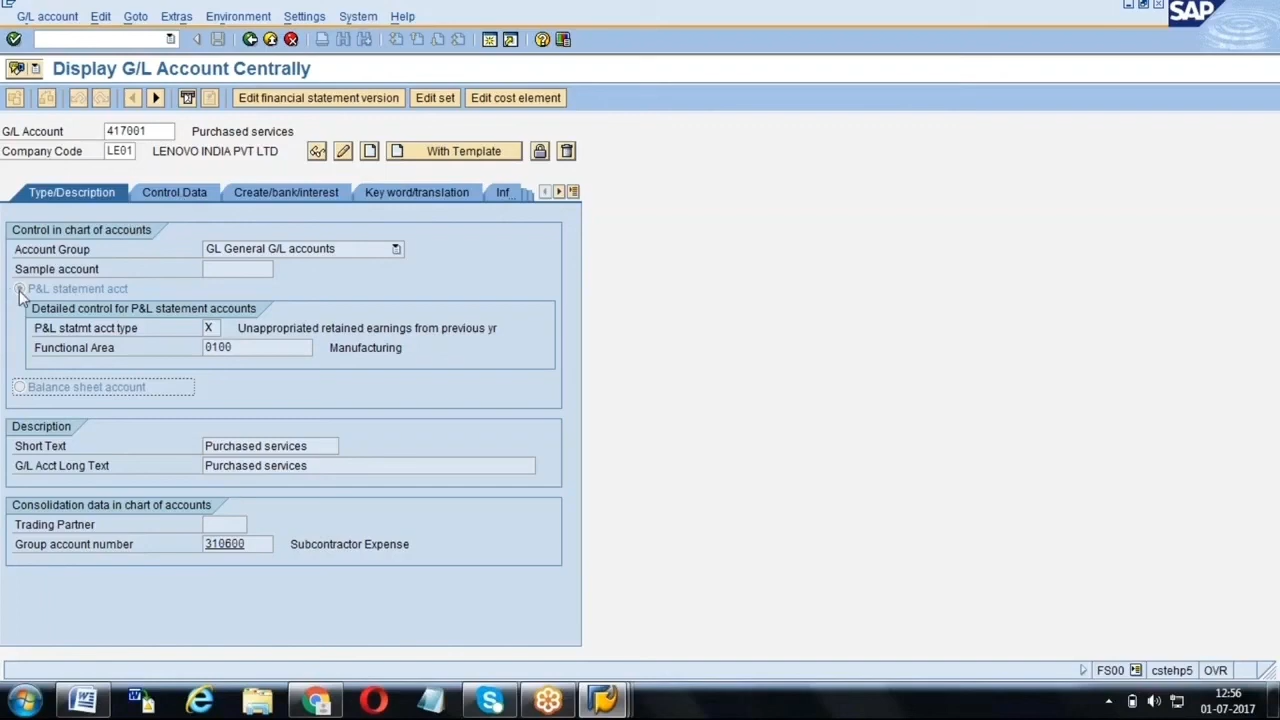 G/L account Edit Goto Extras Environment Settings System Help
SAP
Display G/L Account Centrally
Edit financial statement version Edit set Edit cost element
G/L Account 417001 Purchased services
Company Code LE01 LENOVO INDIA PVT LTD With Template
Type/Description Control Data Create/bank/interest Key word/translation Inf...
Control in chart of accounts
Account Group GL General G/L accounts
Sample account
P&L statement acct
Detailed control for P&L statement accounts
P&L statmt acct type X Unappropriated retained earnings from previous yr
Functional Area 0100 Manufacturing
Balance sheet account
Description
Short Text Purchased services
G/L Acct Long Text Purchased services
Consolidation data in chart of accounts
Trading Partner
Group account number 310600 Subcontractor Expense
FS00 cstehp5 OVR
12:56
01-07-2017